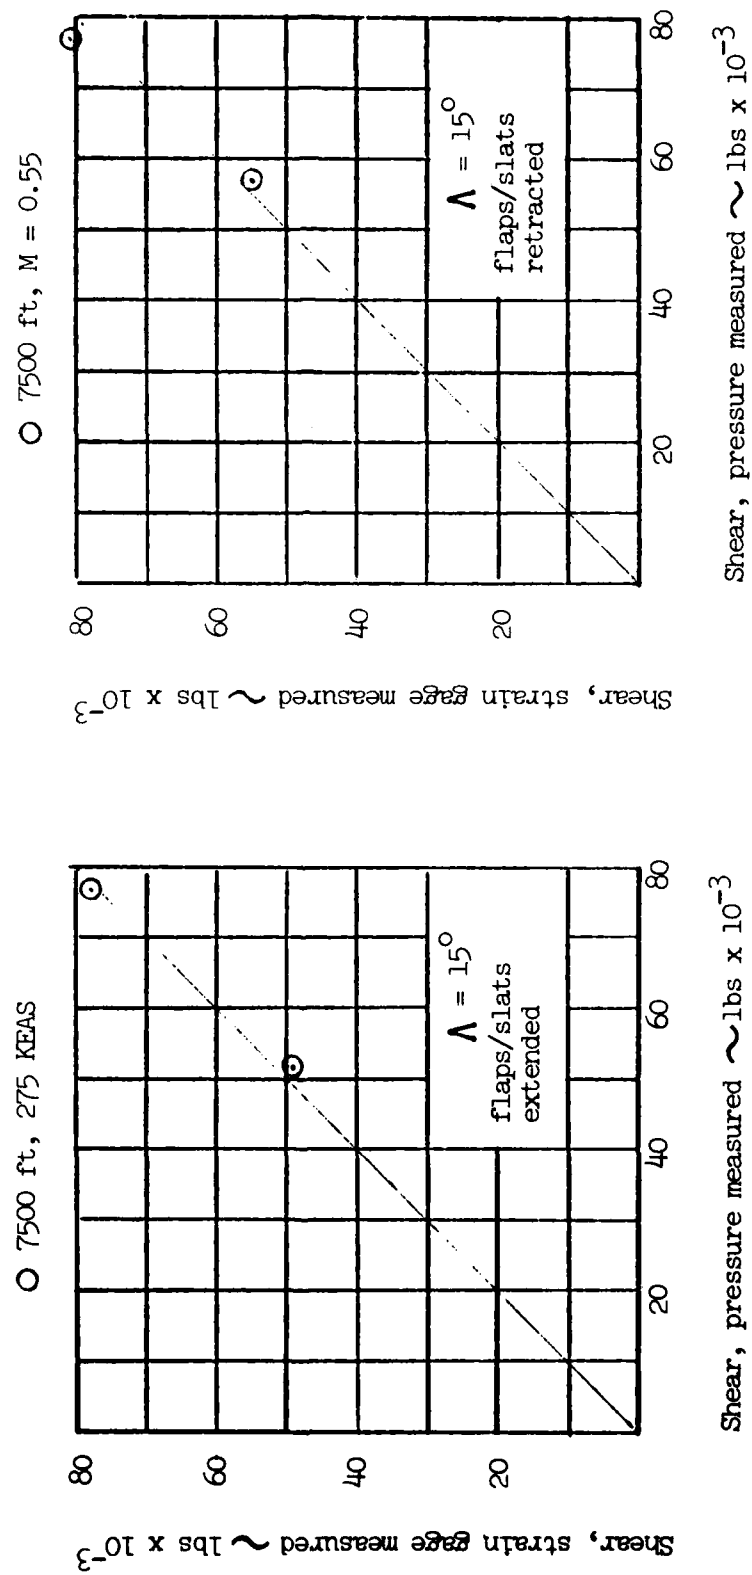 O 7500 ft, 275 KEAS
Shear, strain gage measured ~ lbs x 10-3
80
60
40
20
Λ = 15°
flaps/slats
extended
20
40
60
80
Shear, pressure measured ~ lbs x 10-3
O 7500 ft, M = 0.55
Shear, strain gage measured ~ lbs x 10-3
80
60
40
20
Λ = 15°
flaps/slats
retracted
20
40
60
80
Shear, pressure measured ~ lbs x 10-3